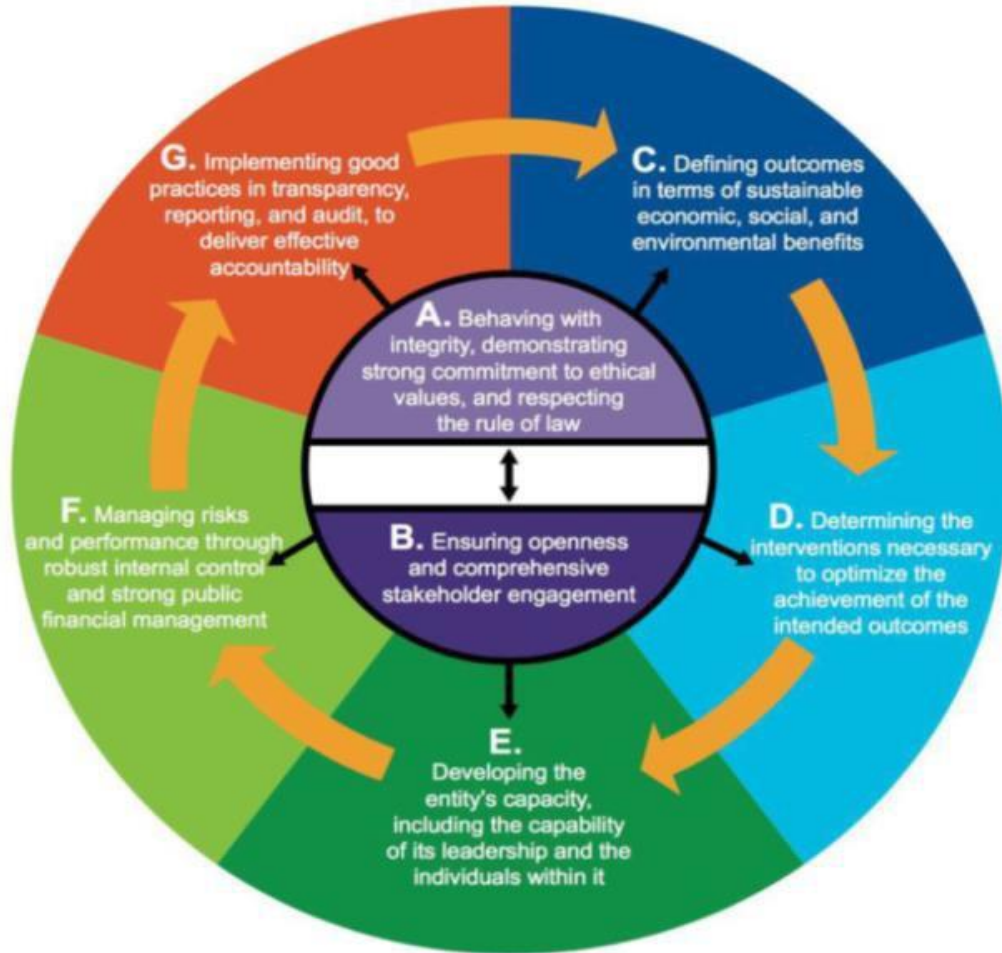 G. Implementing good
practices in transparency,
reporting, and audit, to
deliver effective
accountability
C. Defining outcomes
in terms of sustainable
economic, social, and
environmental benefits
A. Behaving with
integrity, demonstrating
strong commitment to ethical
values, and respecting
the rule of law
B. Ensuring openness
and comprehensive
stakeholder engagement
F. Managing risks
and performance through
robust internal control
and strong public
financial management
D. Determining the
interventions necessary
to optimize the
achievement of the
intended outcomes
E.
Developing the
entity's capacity,
including the capability
of its leadership and the
individuals within it